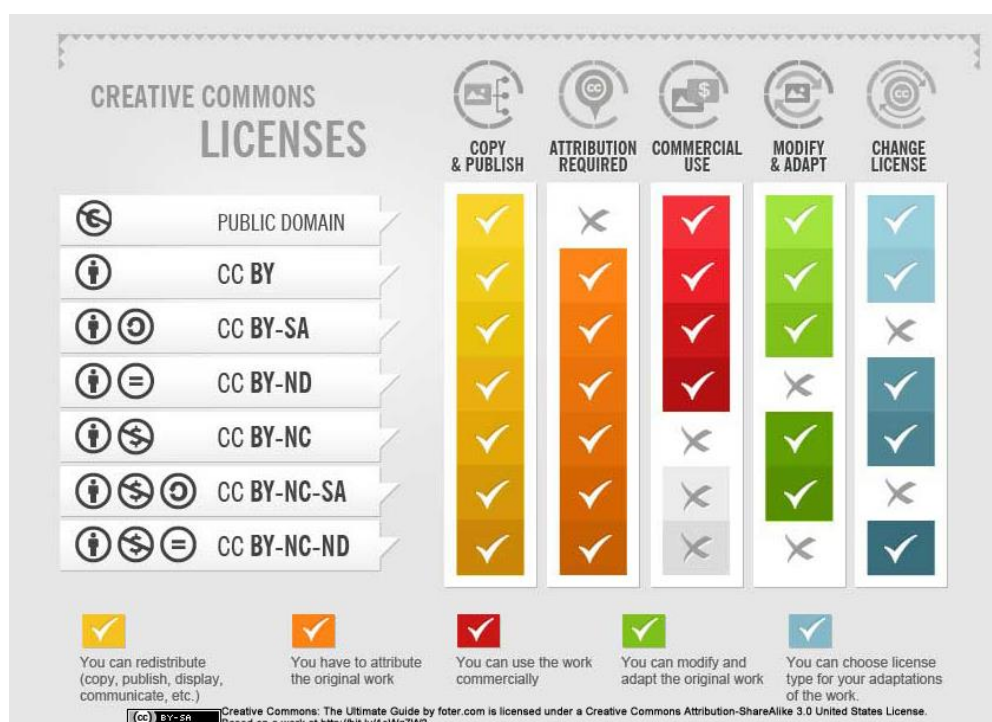 CREATIVE COMMONS
LICENSES
COPY
& PUBLISH
ATTRIBUTION
REQUIRED
COMMERCIAL
USE
MODIFY
& ADAPT
CHANGE
LICENSE
PUBLIC DOMAIN
CC BY
CC BY-SA
CC BY-ND
CC BY-NC
CC BY-NC-SA
CC BY-NC-ND
You can redistribute
(copy, publish, display,
communicate, etc.)
You have to attribute
the original work
You can use the work
commercially
You can modify and
adapt the original work
You can choose license
type for your adaptations
of the work.
cc BY-SA
Creative Commons: The Ultimate Guide by foter.com is licensed under a Creative Commons Attribution-ShareAlike 3.0 United States License.